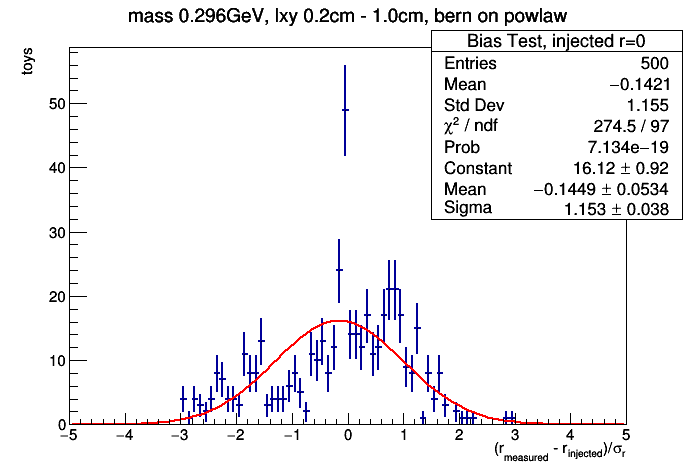 mass 0.296GeV, lxy 0.2cm - 1.0cm, bern on powlaw
toys
Bias Test, injected r=0
Entries 500
Mean −0.1421
Std Dev 1.155
χ² / ndf 274.5 / 97
Prob 7.134e−19
Constant 16.12 ± 0.92
Mean −0.1449 ± 0.0534
Sigma 1.153 ± 0.038
50
40
30
20
10
0
−5 −4 −3 −2 −1 0 1 2 3 4 5
(r_measured - r_injected)/σ_r